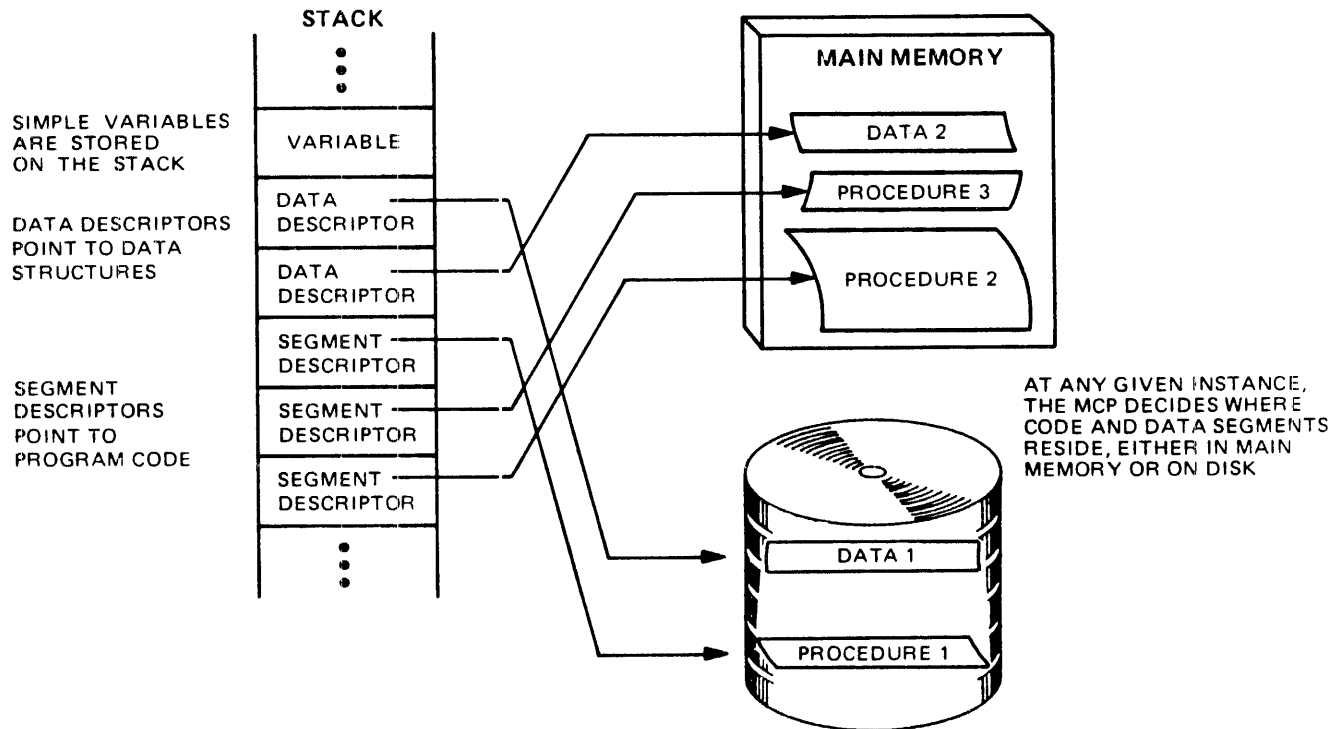 STACK
SIMPLE VARIABLES
ARE STORED
ON THE STACK
DATA DESCRIPTORS
POINT TO DATA
STRUCTURES
SEGMENT
DESCRIPTORS
POINT TO
PROGRAM CODE
VARIABLE
DATA
DESCRIPTOR
DATA
DESCRIPTOR
SEGMENT
DESCRIPTOR
SEGMENT
DESCRIPTOR
SEGMENT
DESCRIPTOR
MAIN MEMORY
DATA 2
PROCEDURE 3
PROCEDURE 2
AT ANY GIVEN INSTANCE,
THE MCP DECIDES WHERE
CODE AND DATA SEGMENTS
RESIDE, EITHER IN MAIN
MEMORY OR ON DISK
DATA 1
PROCEDURE 1